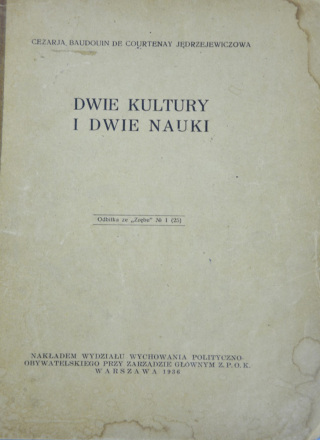 CEZARJA BAUDOUIN DE COURTENAY JĘDRZEJEWICZOWA
DWIE KULTURY
I DWIE NAUKI
Odbitka ze „Zrębu” № 1 (25)
NAKŁADEM WYDZIAŁU WYCHOWANIA POLITYCZNO-
OBYWATELSKIEGO PRZY ZARZĄDZIE GŁÓWNYM Z. P. O. K.
WARSZAWA 1936